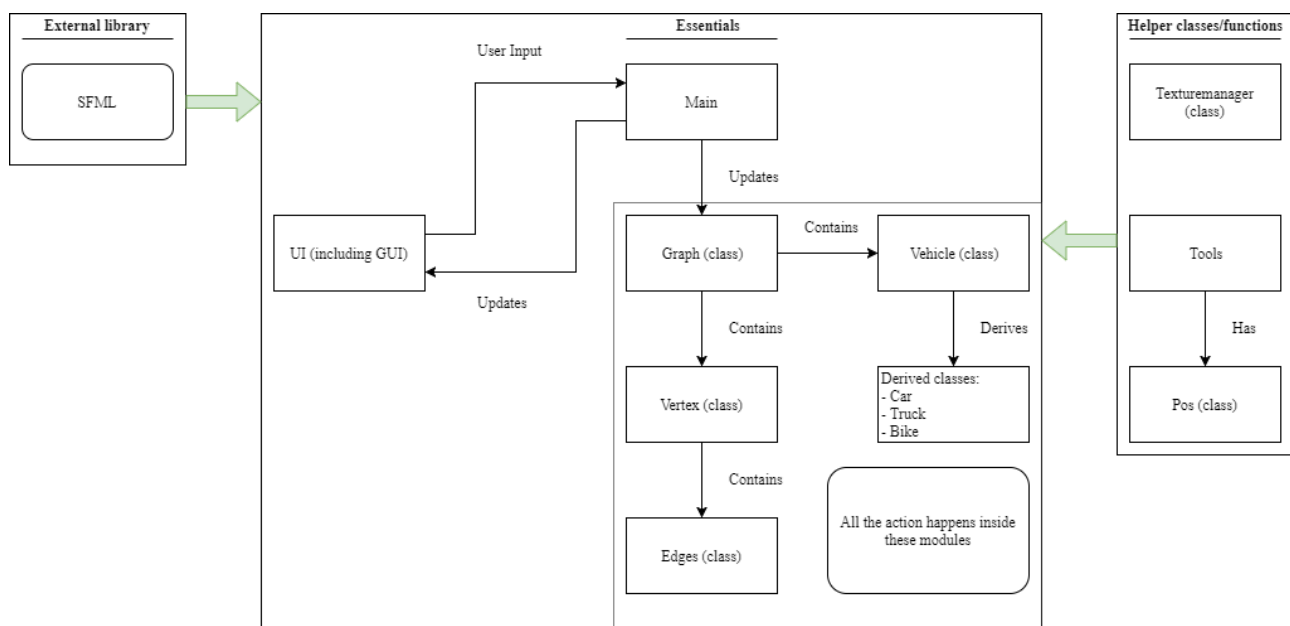 External library
SFML
Essentials
User Input
Main
Updates
UI (including GUI)
Updates
Graph (class)
Contains
Vehicle (class)
Contains
Derives
Vertex (class)
Derived classes:
- Car
- Truck
- Bike
Contains
Edges (class)
All the action happens inside
these modules
Helper classes/functions
Texturemanager
(class)
Tools
Has
Pos (class)